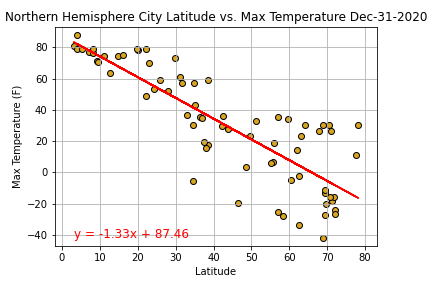 Northern Hemisphere City Latitude vs. Max Temperature Dec-31-2020
Max Temperature (F)
80
60
40
20
0
−20
−40
y = -1.33x + 87.46
0 10 20 30 40 50 60 70 80
Latitude